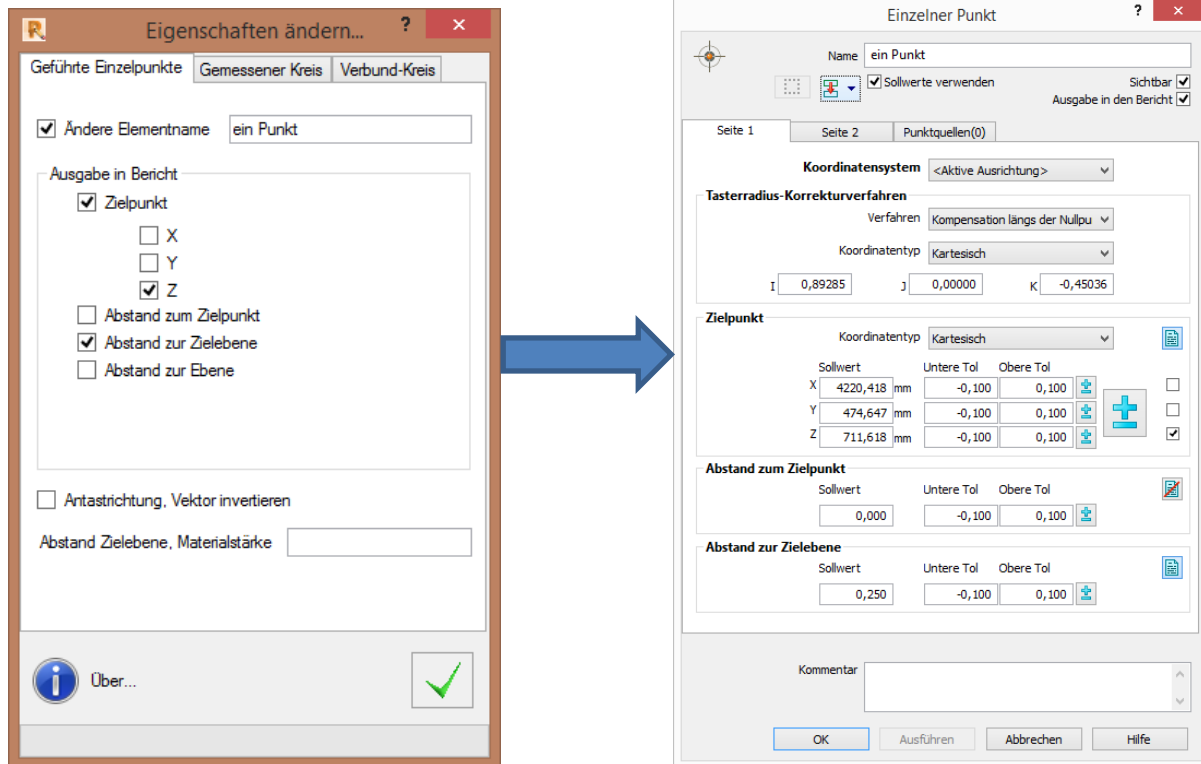 Eigenschaften ändern... ? ×
Geführte Einzelpunkte Gemessener Kreis Verbund-Kreis
Ändere Elementname ein Punkt
Ausgabe in Bericht
Zielpunkt
X
Y
Z
Abstand zum Zielpunkt
Abstand zur Zielebene
Abstand zur Ebene
Antastrichtung, Vektor invertieren
Abstand Zielebene, Materialstärke
Über...
Einzelner Punkt ? ×
Name ein Punkt
Sollwerte verwenden Sichtbar
Ausgabe in den Bericht
Seite 1 Seite 2 Punktquellen(0)
Koordinatensystem <Aktive Ausrichtung>
Tasterradius-Korrekturverfahren
Verfahren Kompensation längs der Nullpu
Koordinatentyp Kartesisch
I 0,89285 J 0,00000 K -0,45036
Zielpunkt
Koordinatentyp Kartesisch
Sollwert Untere Tol Obere Tol
X 4220,418 mm -0,100 0,100
Y 474,647 mm -0,100 0,100
Z 711,618 mm -0,100 0,100
Abstand zum Zielpunkt
Sollwert Untere Tol Obere Tol
0,000 -0,100 0,100
Abstand zur Zielebene
Sollwert Untere Tol Obere Tol
0,250 -0,100 0,100
Kommentar
OK Ausführen Abbrechen Hilfe